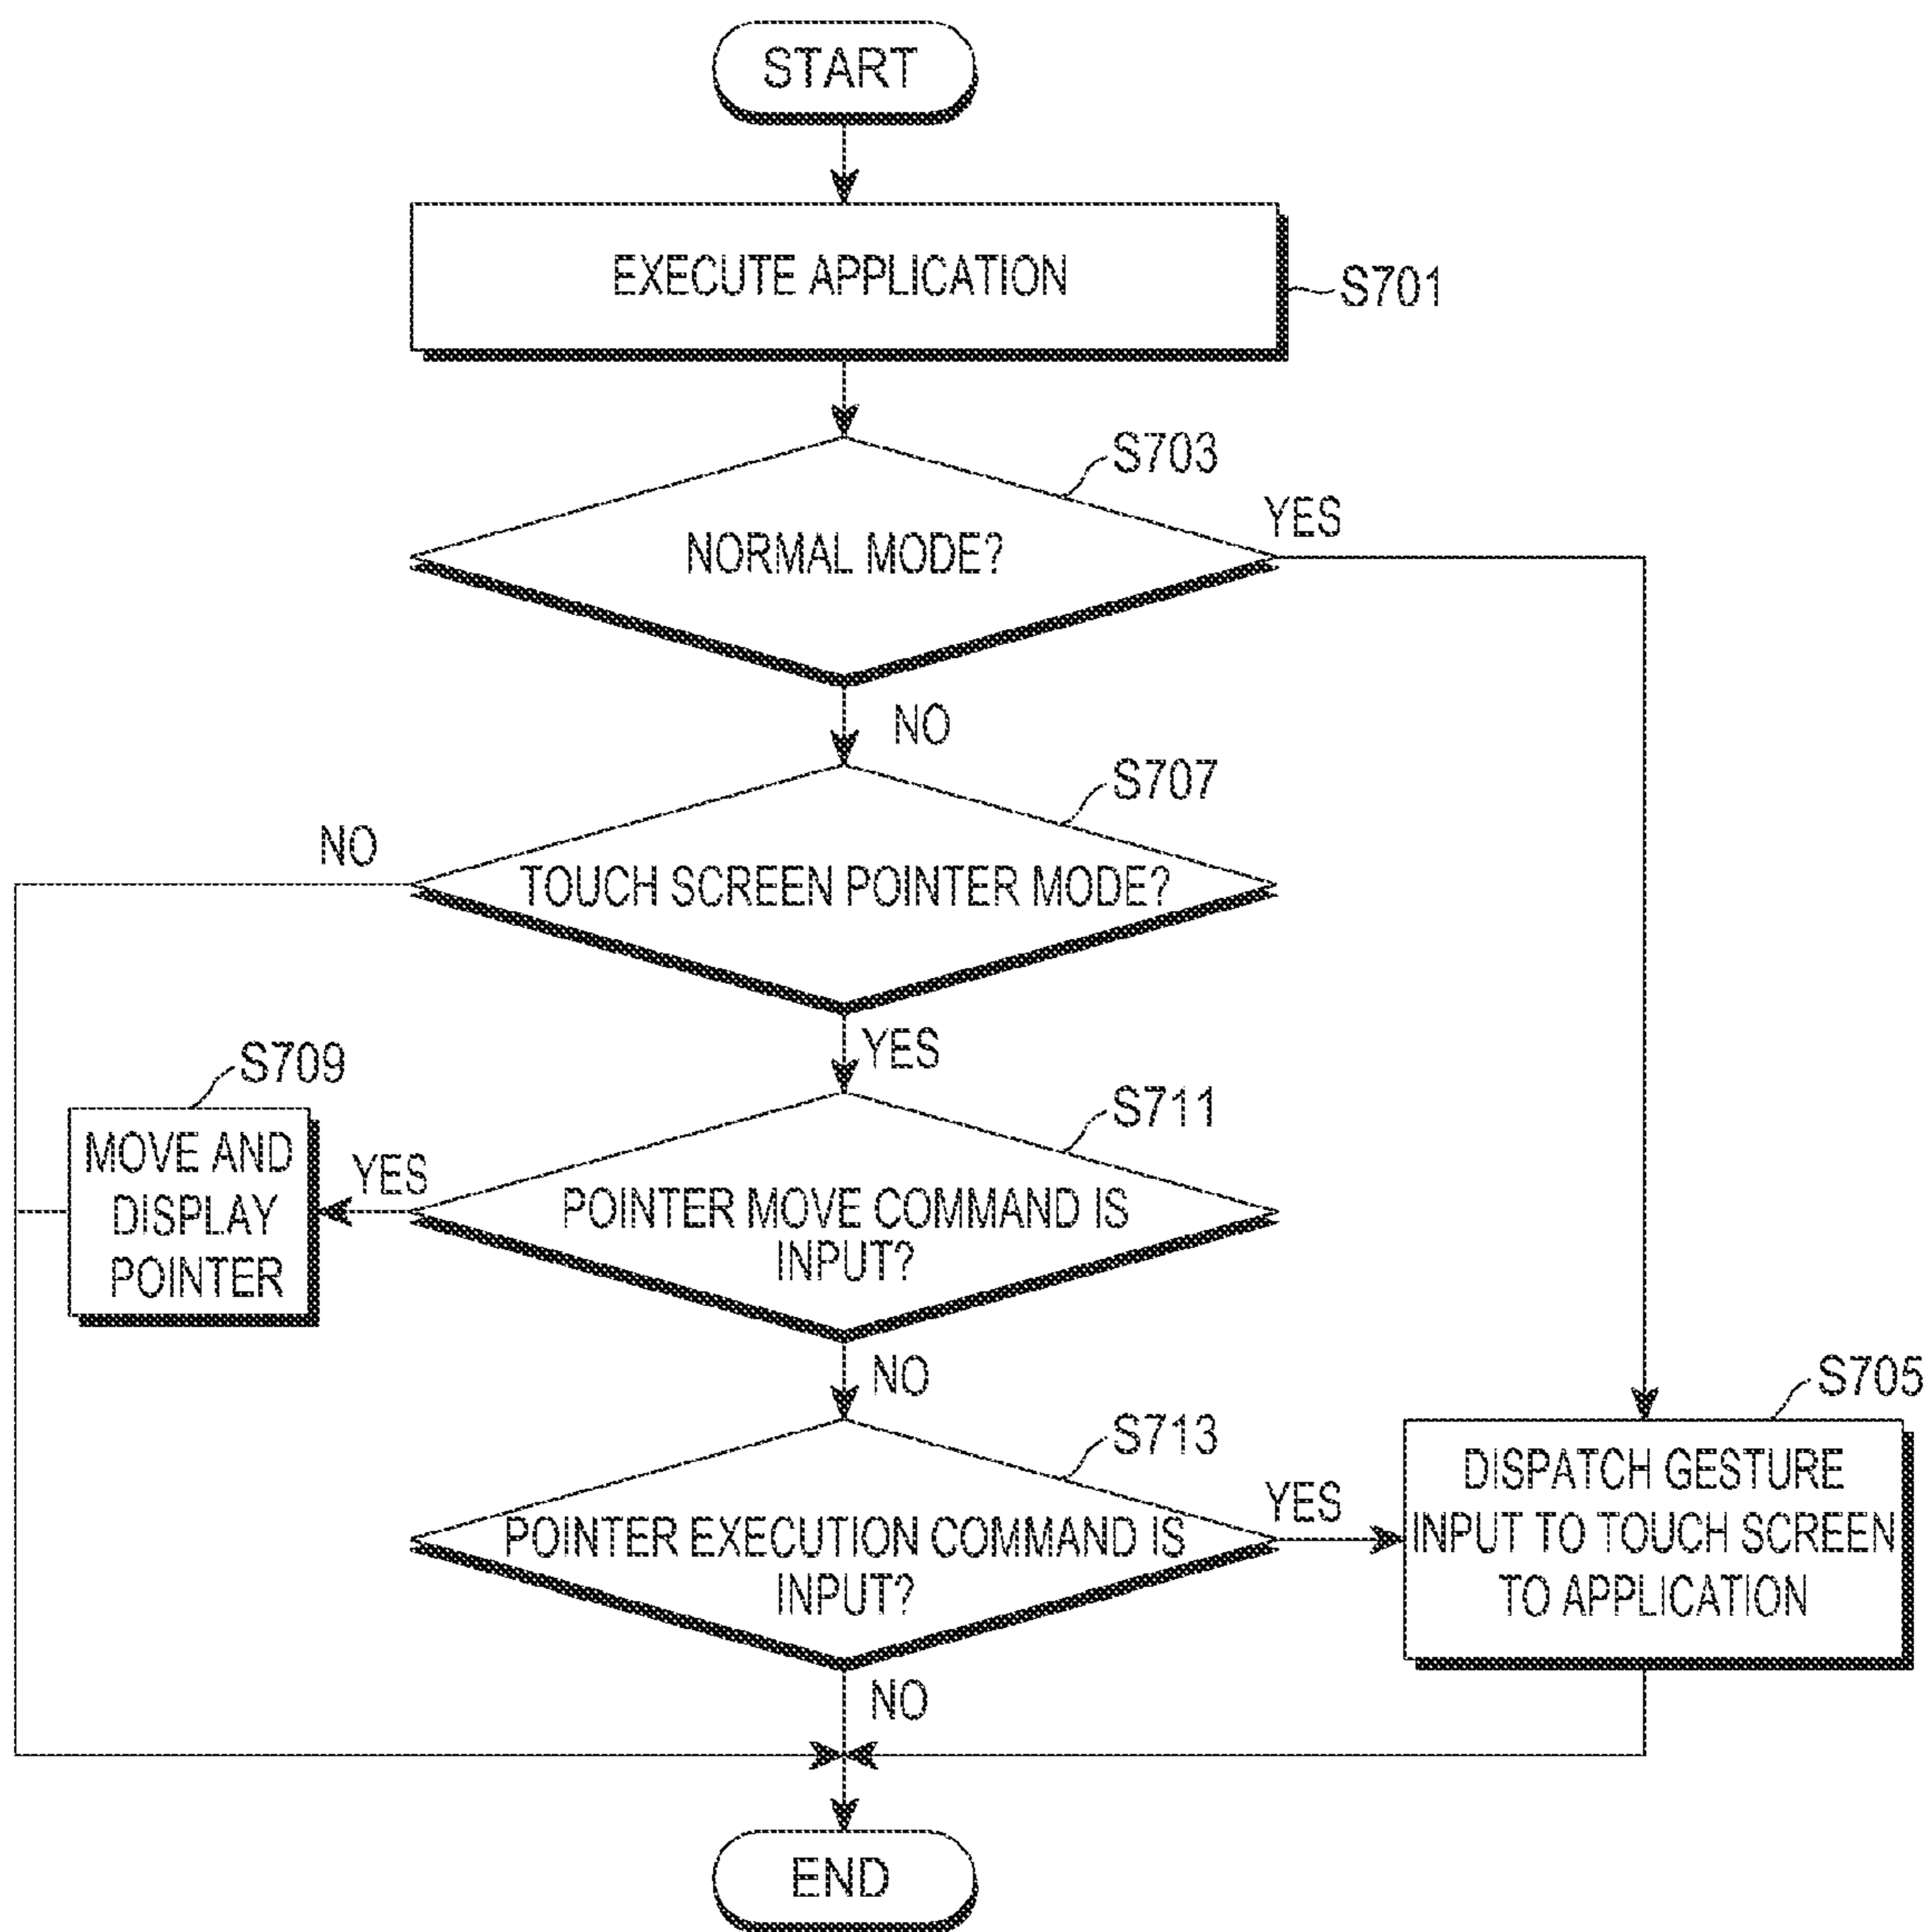 START
EXECUTE APPLICATION
S701
S703
NORMAL MODE?
YES
NO
S707
TOUCH SCREEN POINTER MODE?
NO
YES
S709
MOVE AND
DISPLAY
POINTER
YES
S711
POINTER MOVE COMMAND IS
INPUT?
NO
S713
POINTER EXECUTION COMMAND IS
INPUT?
YES
S705
DISPATCH GESTURE
INPUT TO TOUCH SCREEN
TO APPLICATION
NO
END